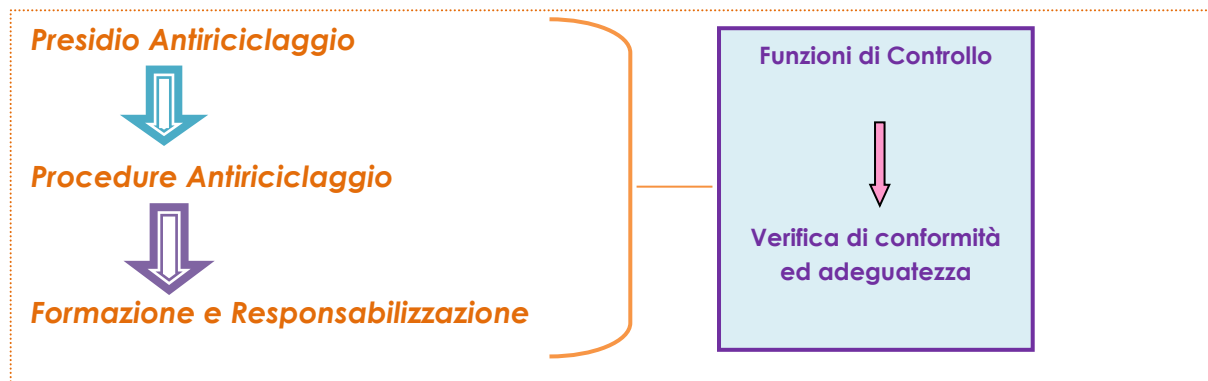 Presidio Antiriciclaggio
Procedure Antiriciclaggio
Formazione e Responsabilizzazione
Funzioni di Controllo
Verifica di conformità
ed adeguatezza